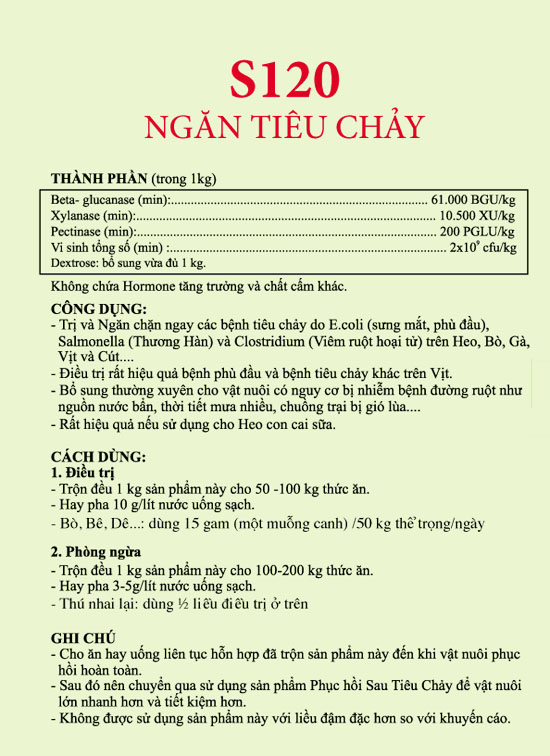 S120
NGĂN TIÊU CHẢY
THÀNH PHẦN (trong 1kg)
Beta- glucanase (min):.................................................................... 61.000 BGU/kg
Xylanase (min):............................................................................... 10.500 XU/kg
Pectinase (min):............................................................................... 200 PGLU/kg
Vi sinh tổng số (min) :......................................................................... 2x10⁹ cfu/kg
Dextrose: bổ sung vừa đủ 1 kg.
Không chứa Hormone tăng trưởng và chất cấm khác.
CÔNG DỤNG:
- Trị và Ngăn chặn ngay các bệnh tiêu chảy do E.coli (sưng mắt, phù đầu),
Salmonella (Thương Hàn) và Clostridium (Viêm ruột hoại tử) trên Heo, Bò, Gà,
Vịt và Cút....
- Điều trị rất hiệu quả bệnh phù đầu và bệnh tiêu chảy khác trên Vịt.
- Bổ sung thường xuyên cho vật nuôi có nguy cơ bị nhiễm bệnh đường ruột như
nguồn nước bẩn, thời tiết mưa nhiều, chuồng trại bị gió lùa....
- Rất hiệu quả nếu sử dụng cho Heo con cai sữa.
CÁCH DÙNG:
1. Điều trị
- Trộn đều 1 kg sản phẩm này cho 50 -100 kg thức ăn.
- Hay pha 10 g/lít nước uống sạch.
- Bò, Bê, Dê...: dùng 15 gam (một muỗng canh) /50 kg thể trọng/ngày
2. Phòng ngừa
- Trộn đều 1 kg sản phẩm này cho 100-200 kg thức ăn.
- Hay pha 3-5g/lít nước uống sạch.
- Thú nhai lại: dùng ½ liều điều trị ở trên
GHI CHÚ
- Cho ăn hay uống liên tục hỗn hợp đã trộn sản phẩm này đến khi vật nuôi phục
hồi hoàn toàn.
- Sau đó nên chuyển qua sử dụng sản phẩm Phục hồi Sau Tiêu Chảy để vật nuôi
lớn nhanh hơn và tiết kiệm hơn.
- Không được sử dụng sản phẩm này với liều đậm đặc hơn so với khuyến cáo.